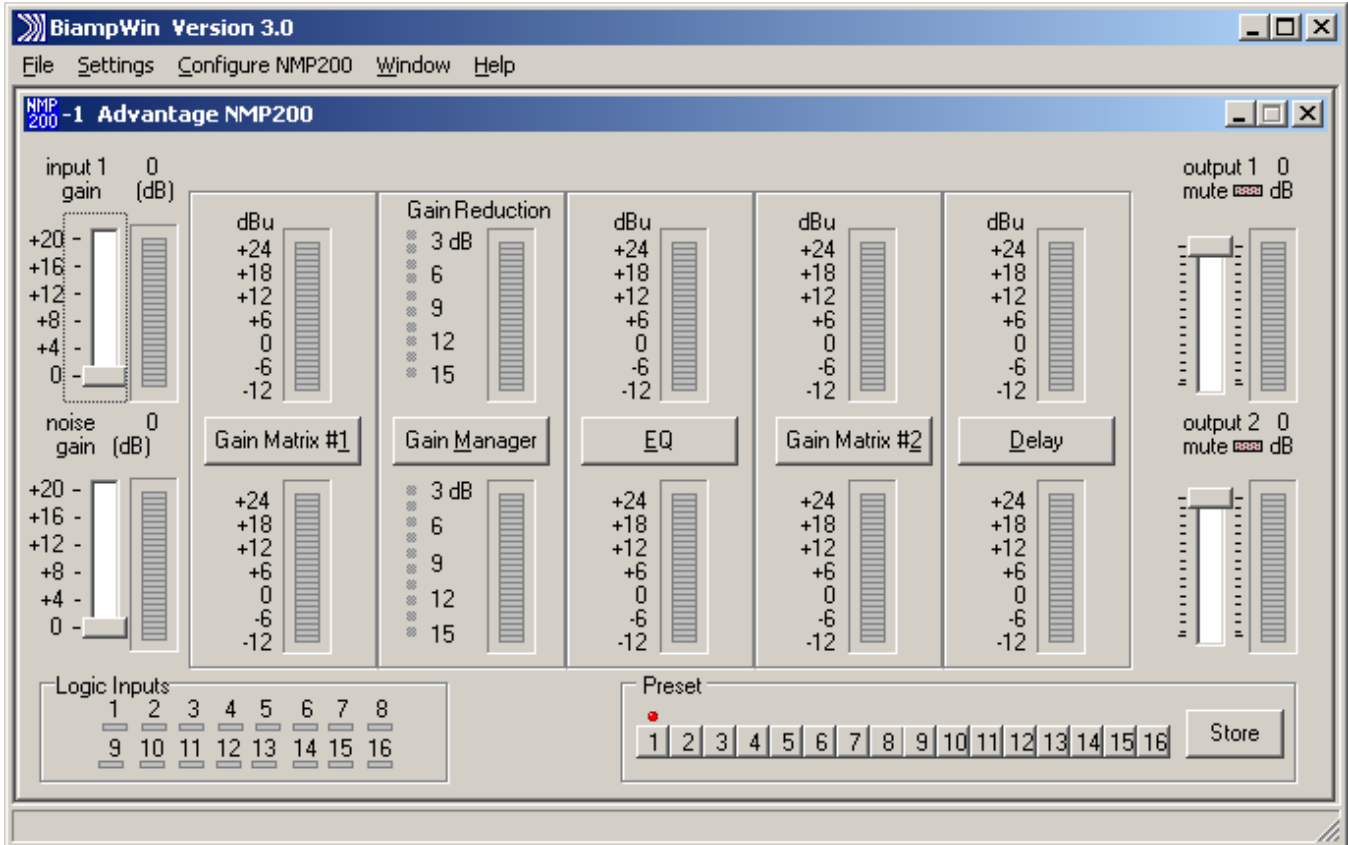 BiampWin Version 3.0
File Settings Configure NMP200 Window Help
NMP 200 -1 Advantage NMP200
input 1 0
gain (dB)
+20
+16
+12
+8
+4
0
noise 0
gain (dB)
+20
+16
+12
+8
+4
0
dBu
+24
+18
+12
+6
0
-6
-12
Gain Matrix #1
+24
+18
+12
+6
0
-6
-12
Gain Reduction
3 dB
6
9
12
15
Gain Manager
3 dB
6
9
12
15
dBu
+24
+18
+12
+6
0
-6
-12
EQ
+24
+18
+12
+6
0
-6
-12
dBu
+24
+18
+12
+6
0
-6
-12
Gain Matrix #2
+24
+18
+12
+6
0
-6
-12
dBu
+24
+18
+12
+6
0
-6
-12
Delay
+24
+18
+12
+6
0
-6
-12
output 1 0
mute dB
output 2 0
mute dB
Logic Inputs
1 2 3 4 5 6 7 8
9 10 11 12 13 14 15 16
Preset
1 2 3 4 5 6 7 8 9 10 11 12 13 14 15 16
Store